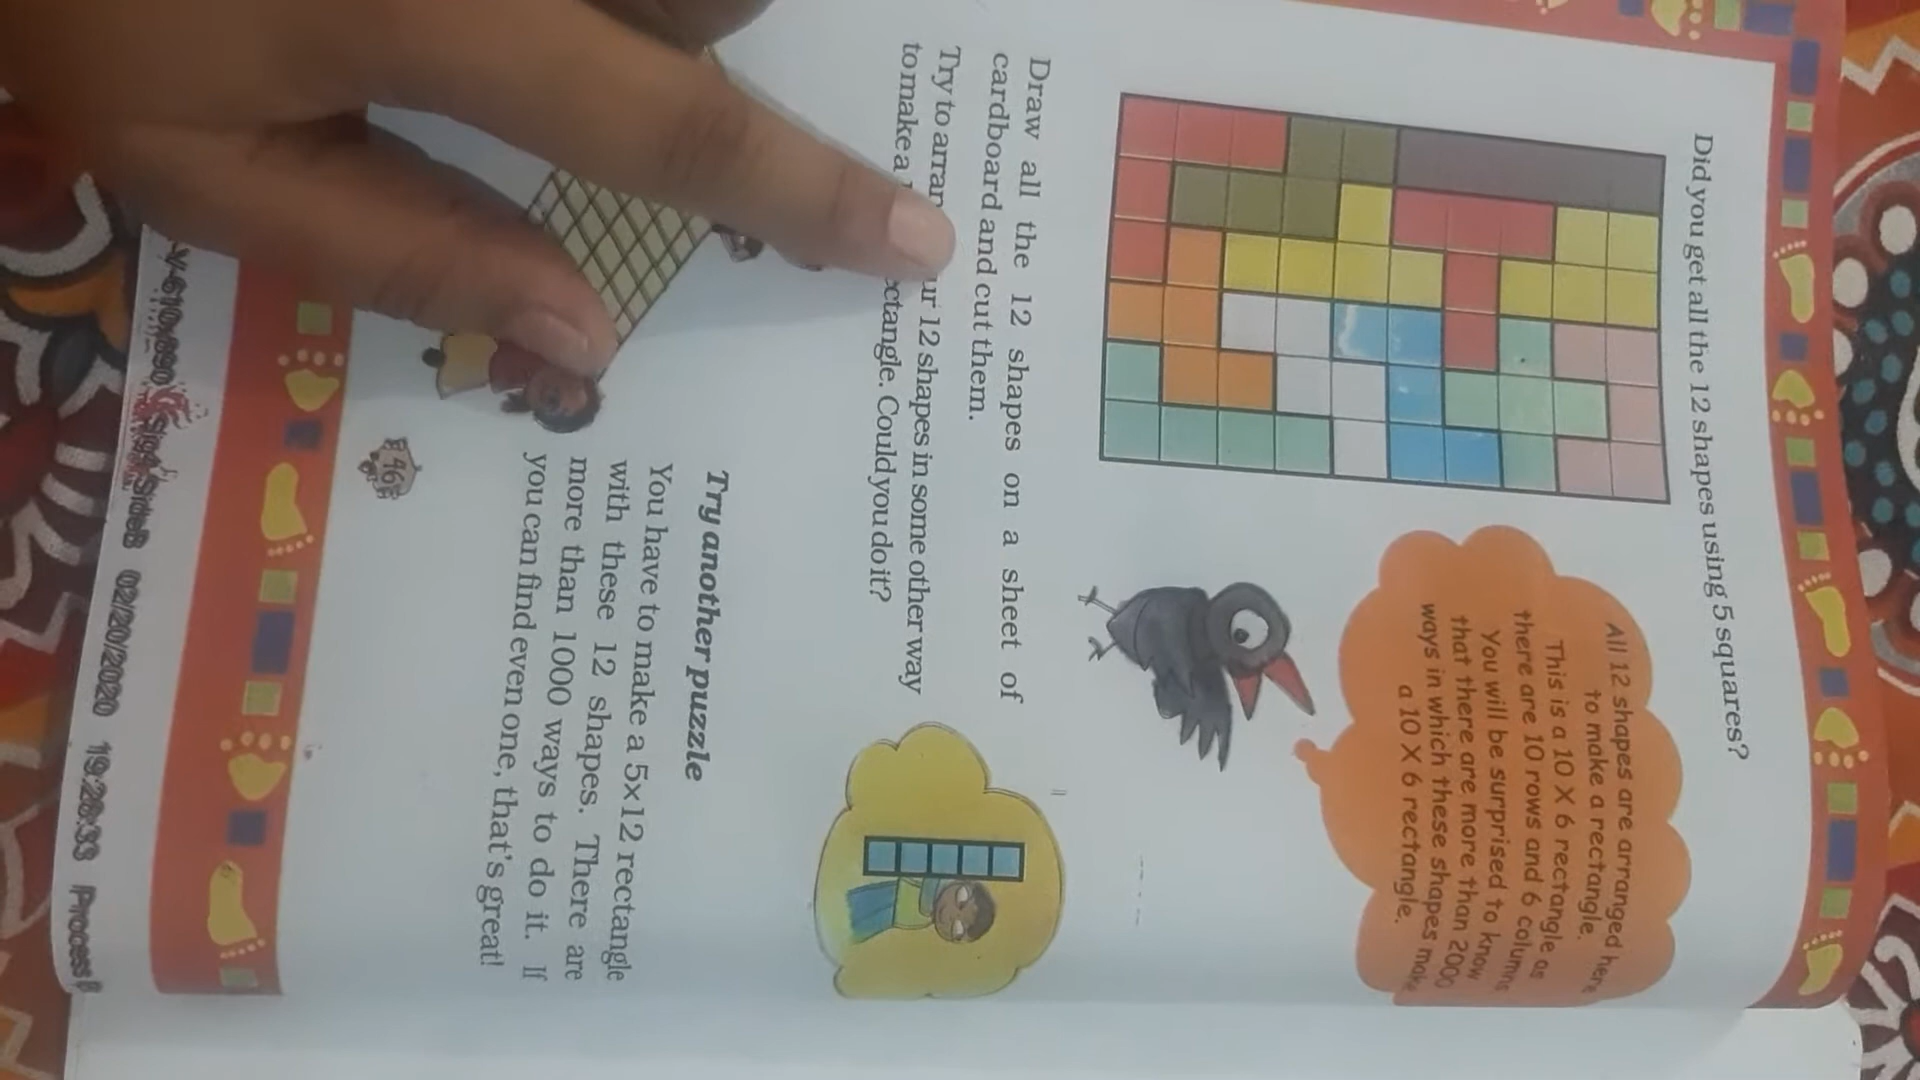 Did you get all the 12 shapes using 5 squares?
All 12 shapes are arranged here
to make a rectangle.
This is a 10 X 6 rectangle as
there are 10 rows and 6 columns
You will be surprised to know
that there are more than 2000
ways in which these shapes make
a 10 X 6 rectangle.
Draw all the 12 shapes on a sheet of
cardboard and cut them.
Try to arran ur 12 shapes in some other way
to make a ectangle. Could you do it?
Try another puzzle
You have to make a 5x12 rectangle
with these 12 shapes. There are
more than 1000 ways to do it. If
you can find even one, that's great!
46
02/20/2020 19:28:33